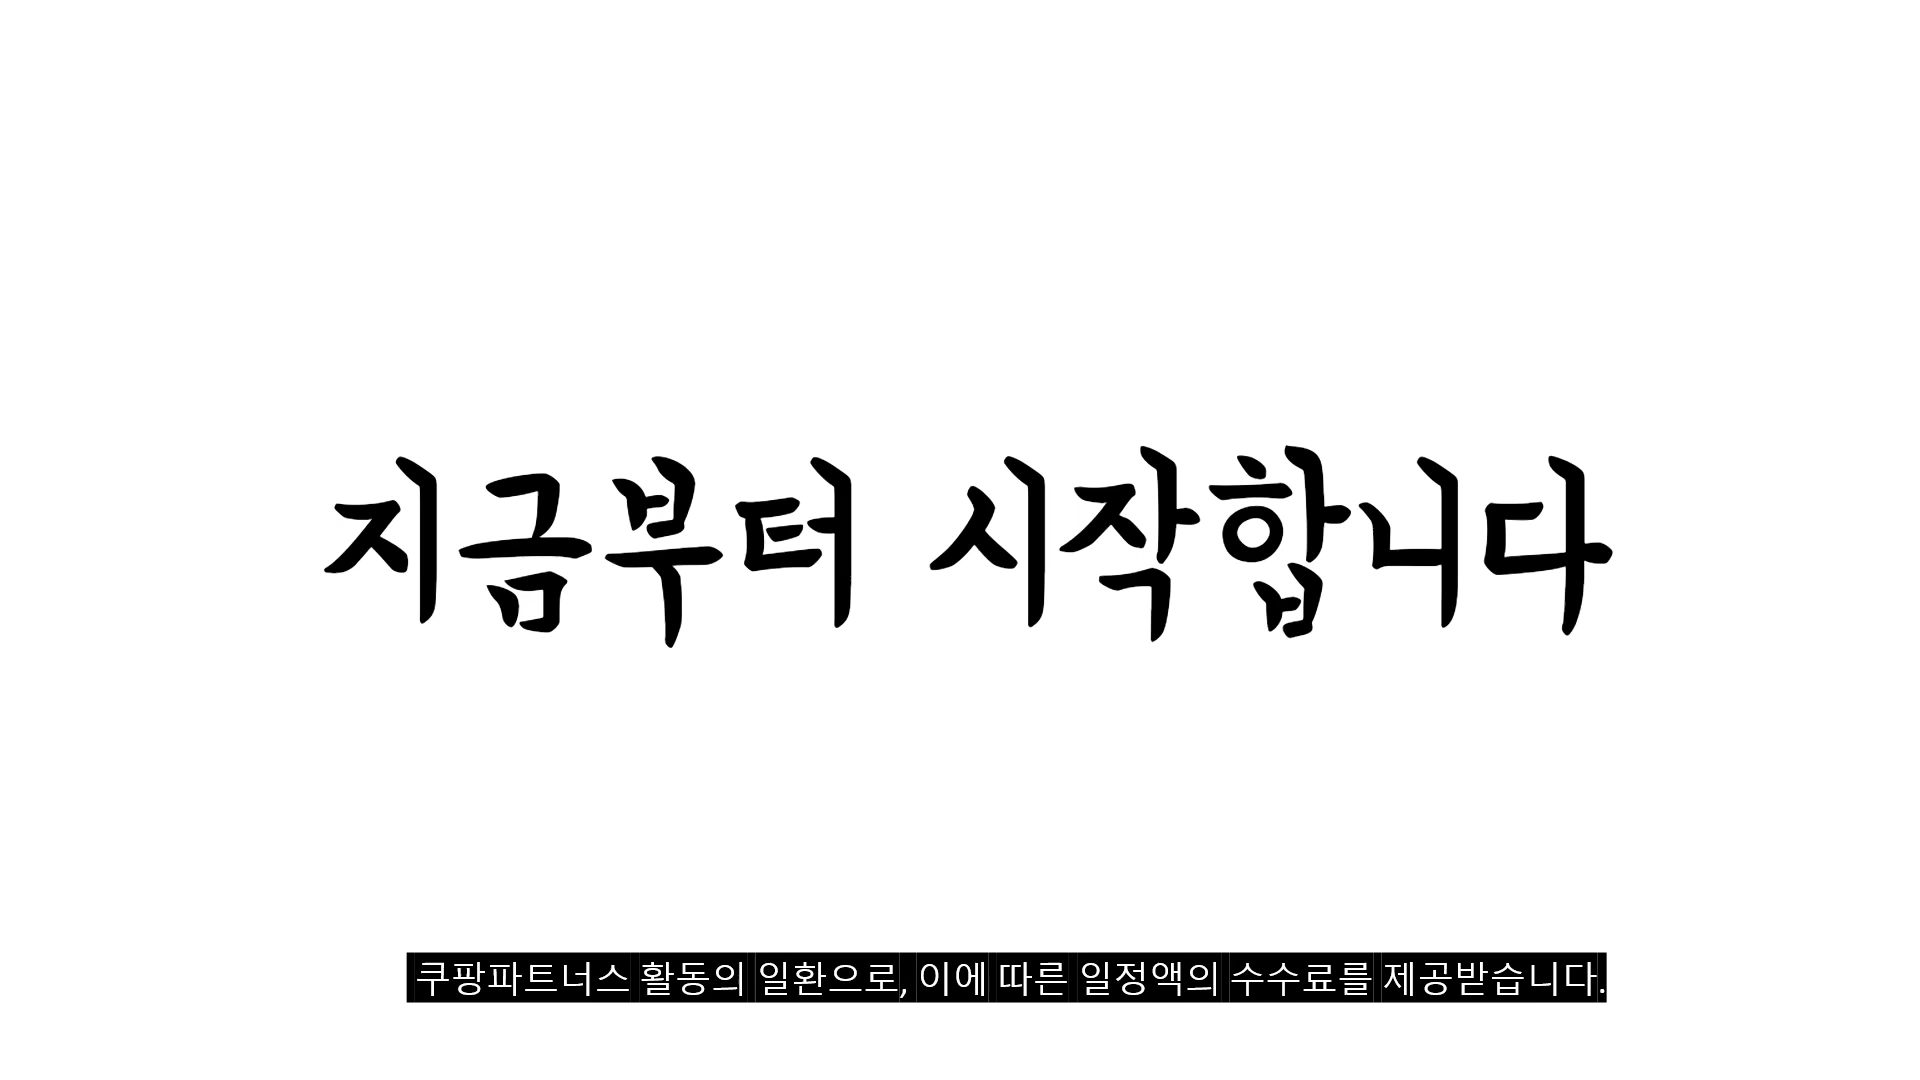 지금부터 시작합니다
쿠팡파트너스 활동의 일환으로, 이에 따른 일정액의 수수료를 제공받습니다.